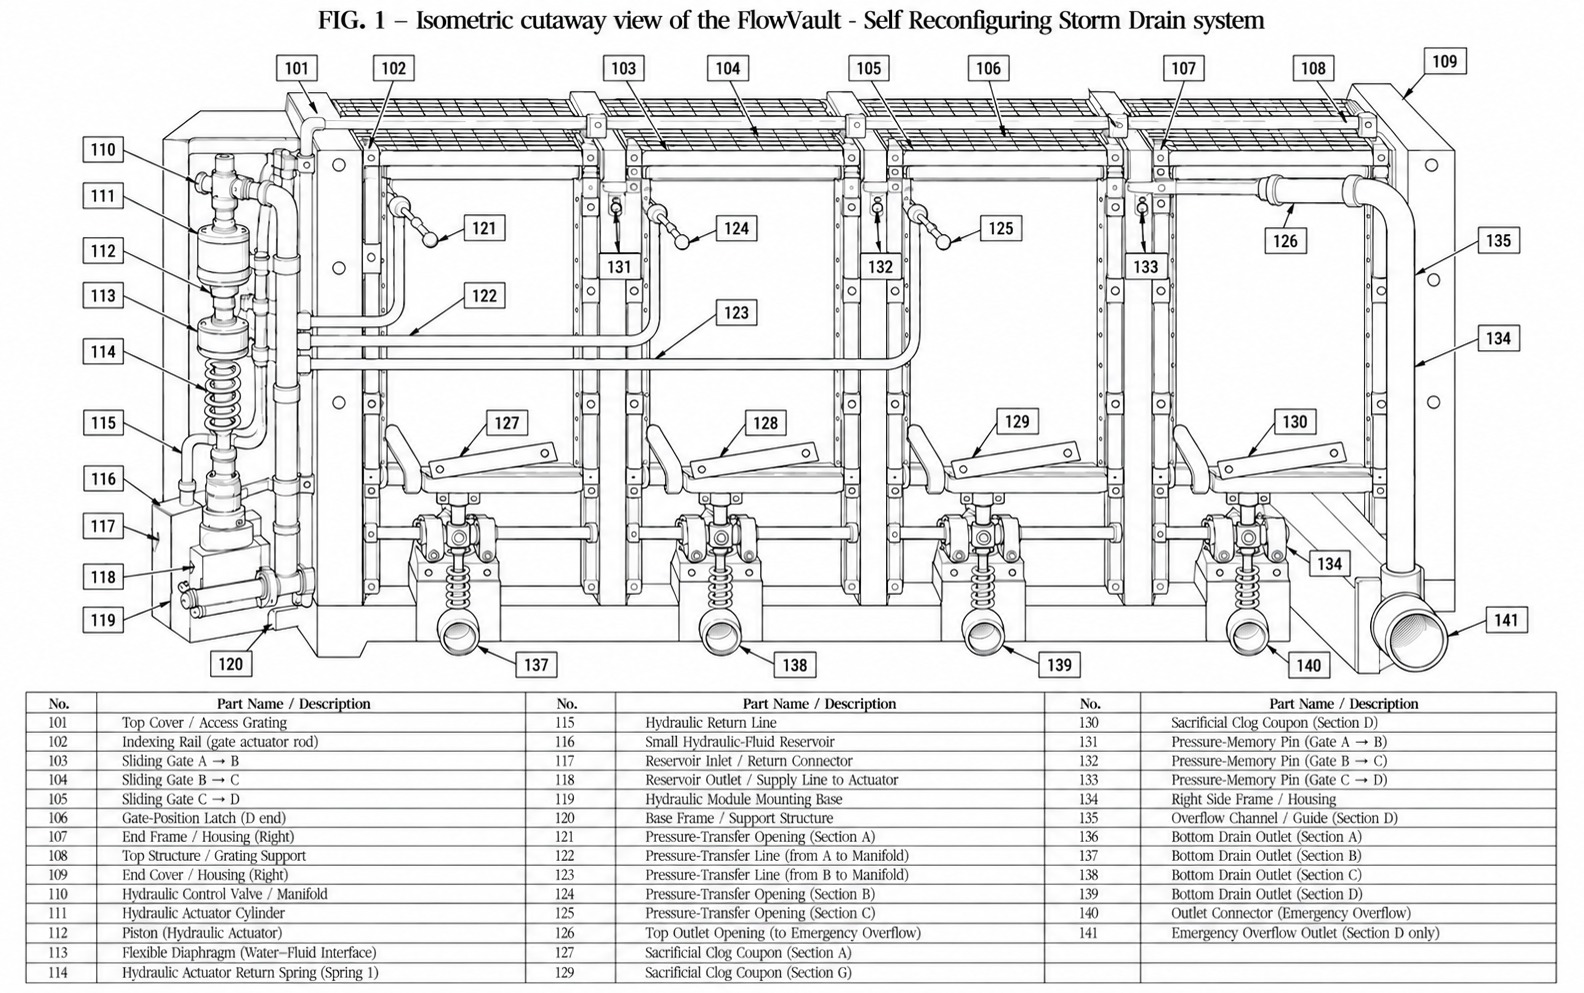 FIG. 1 – Isometric cutaway view of the FlowVault - Self Reconfiguring Storm Drain system
101 102 103 104 105 106 107 108 109
110
111
112
113
114
115
116
117
118
119
120
121
122
123
124
125
126
127
128
129
130
131
132
133
135
134
134
137
138
139
140
141
No. Part Name / Description No. Part Name / Description No. Part Name / Description
101 Top Cover / Access Grating 115 Hydraulic Return Line 130 Sacrificial Clog Coupon (Section D)
102 Indexing Rail (gate actuator rod) 116 Small Hydraulic-Fluid Reservoir 131 Pressure-Memory Pin (Gate A → B)
103 Sliding Gate A → B 117 Reservoir Inlet / Return Connector 132 Pressure-Memory Pin (Gate B → C)
104 Sliding Gate B → C 118 Reservoir Outlet / Supply Line to Actuator 133 Pressure-Memory Pin (Gate C → D)
105 Sliding Gate C → D 119 Hydraulic Module Mounting Base 134 Right Side Frame / Housing
106 Gate-Position Latch (D end) 120 Base Frame / Support Structure 135 Overflow Channel / Guide (Section D)
107 End Frame / Housing (Right) 121 Pressure-Transfer Opening (Section A) 136 Bottom Drain Outlet (Section A)
108 Top Structure / Grating Support 122 Pressure-Transfer Line (from A to Manifold) 137 Bottom Drain Outlet (Section B)
109 End Cover / Housing (Right) 123 Pressure-Transfer Line (from B to Manifold) 138 Bottom Drain Outlet (Section C)
110 Hydraulic Control Valve / Manifold 124 Pressure-Transfer Opening (Section B) 139 Bottom Drain Outlet (Section D)
111 Hydraulic Actuator Cylinder 125 Pressure-Transfer Opening (Section C) 140 Outlet Connector (Emergency Overflow)
112 Piston (Hydraulic Actuator) 126 Top Outlet Opening (to Emergency Overflow) 141 Emergency Overflow Outlet (Section D only)
113 Flexible Diaphragm (Water–Fluid Interface) 127 Sacrificial Clog Coupon (Section A)
114 Hydraulic Actuator Return Spring (Spring 1) 129 Sacrificial Clog Coupon (Section G)